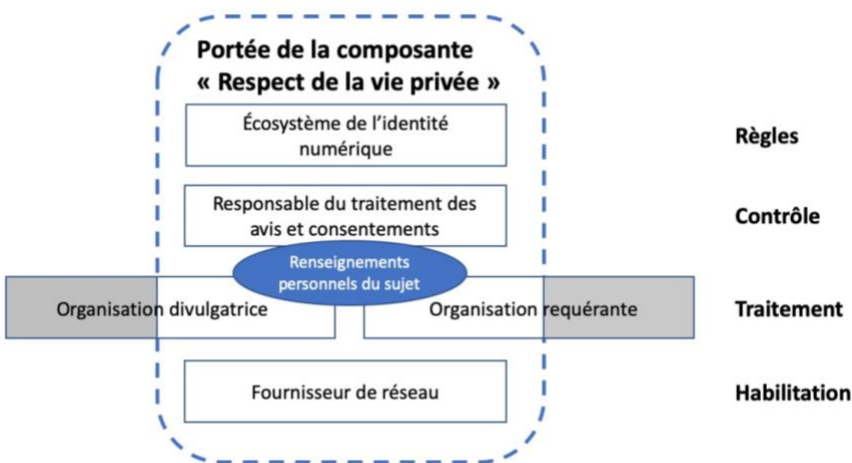 Portée de la composante
« Respect de la vie privée »
Écosystème de l’identité
numérique
Règles
Responsable du traitement des
avis et consentements
Contrôle
Renseignements
personnels du sujet
Organisation divulgatrice
Organisation requérante
Traitement
Fournisseur de réseau
Habilitation